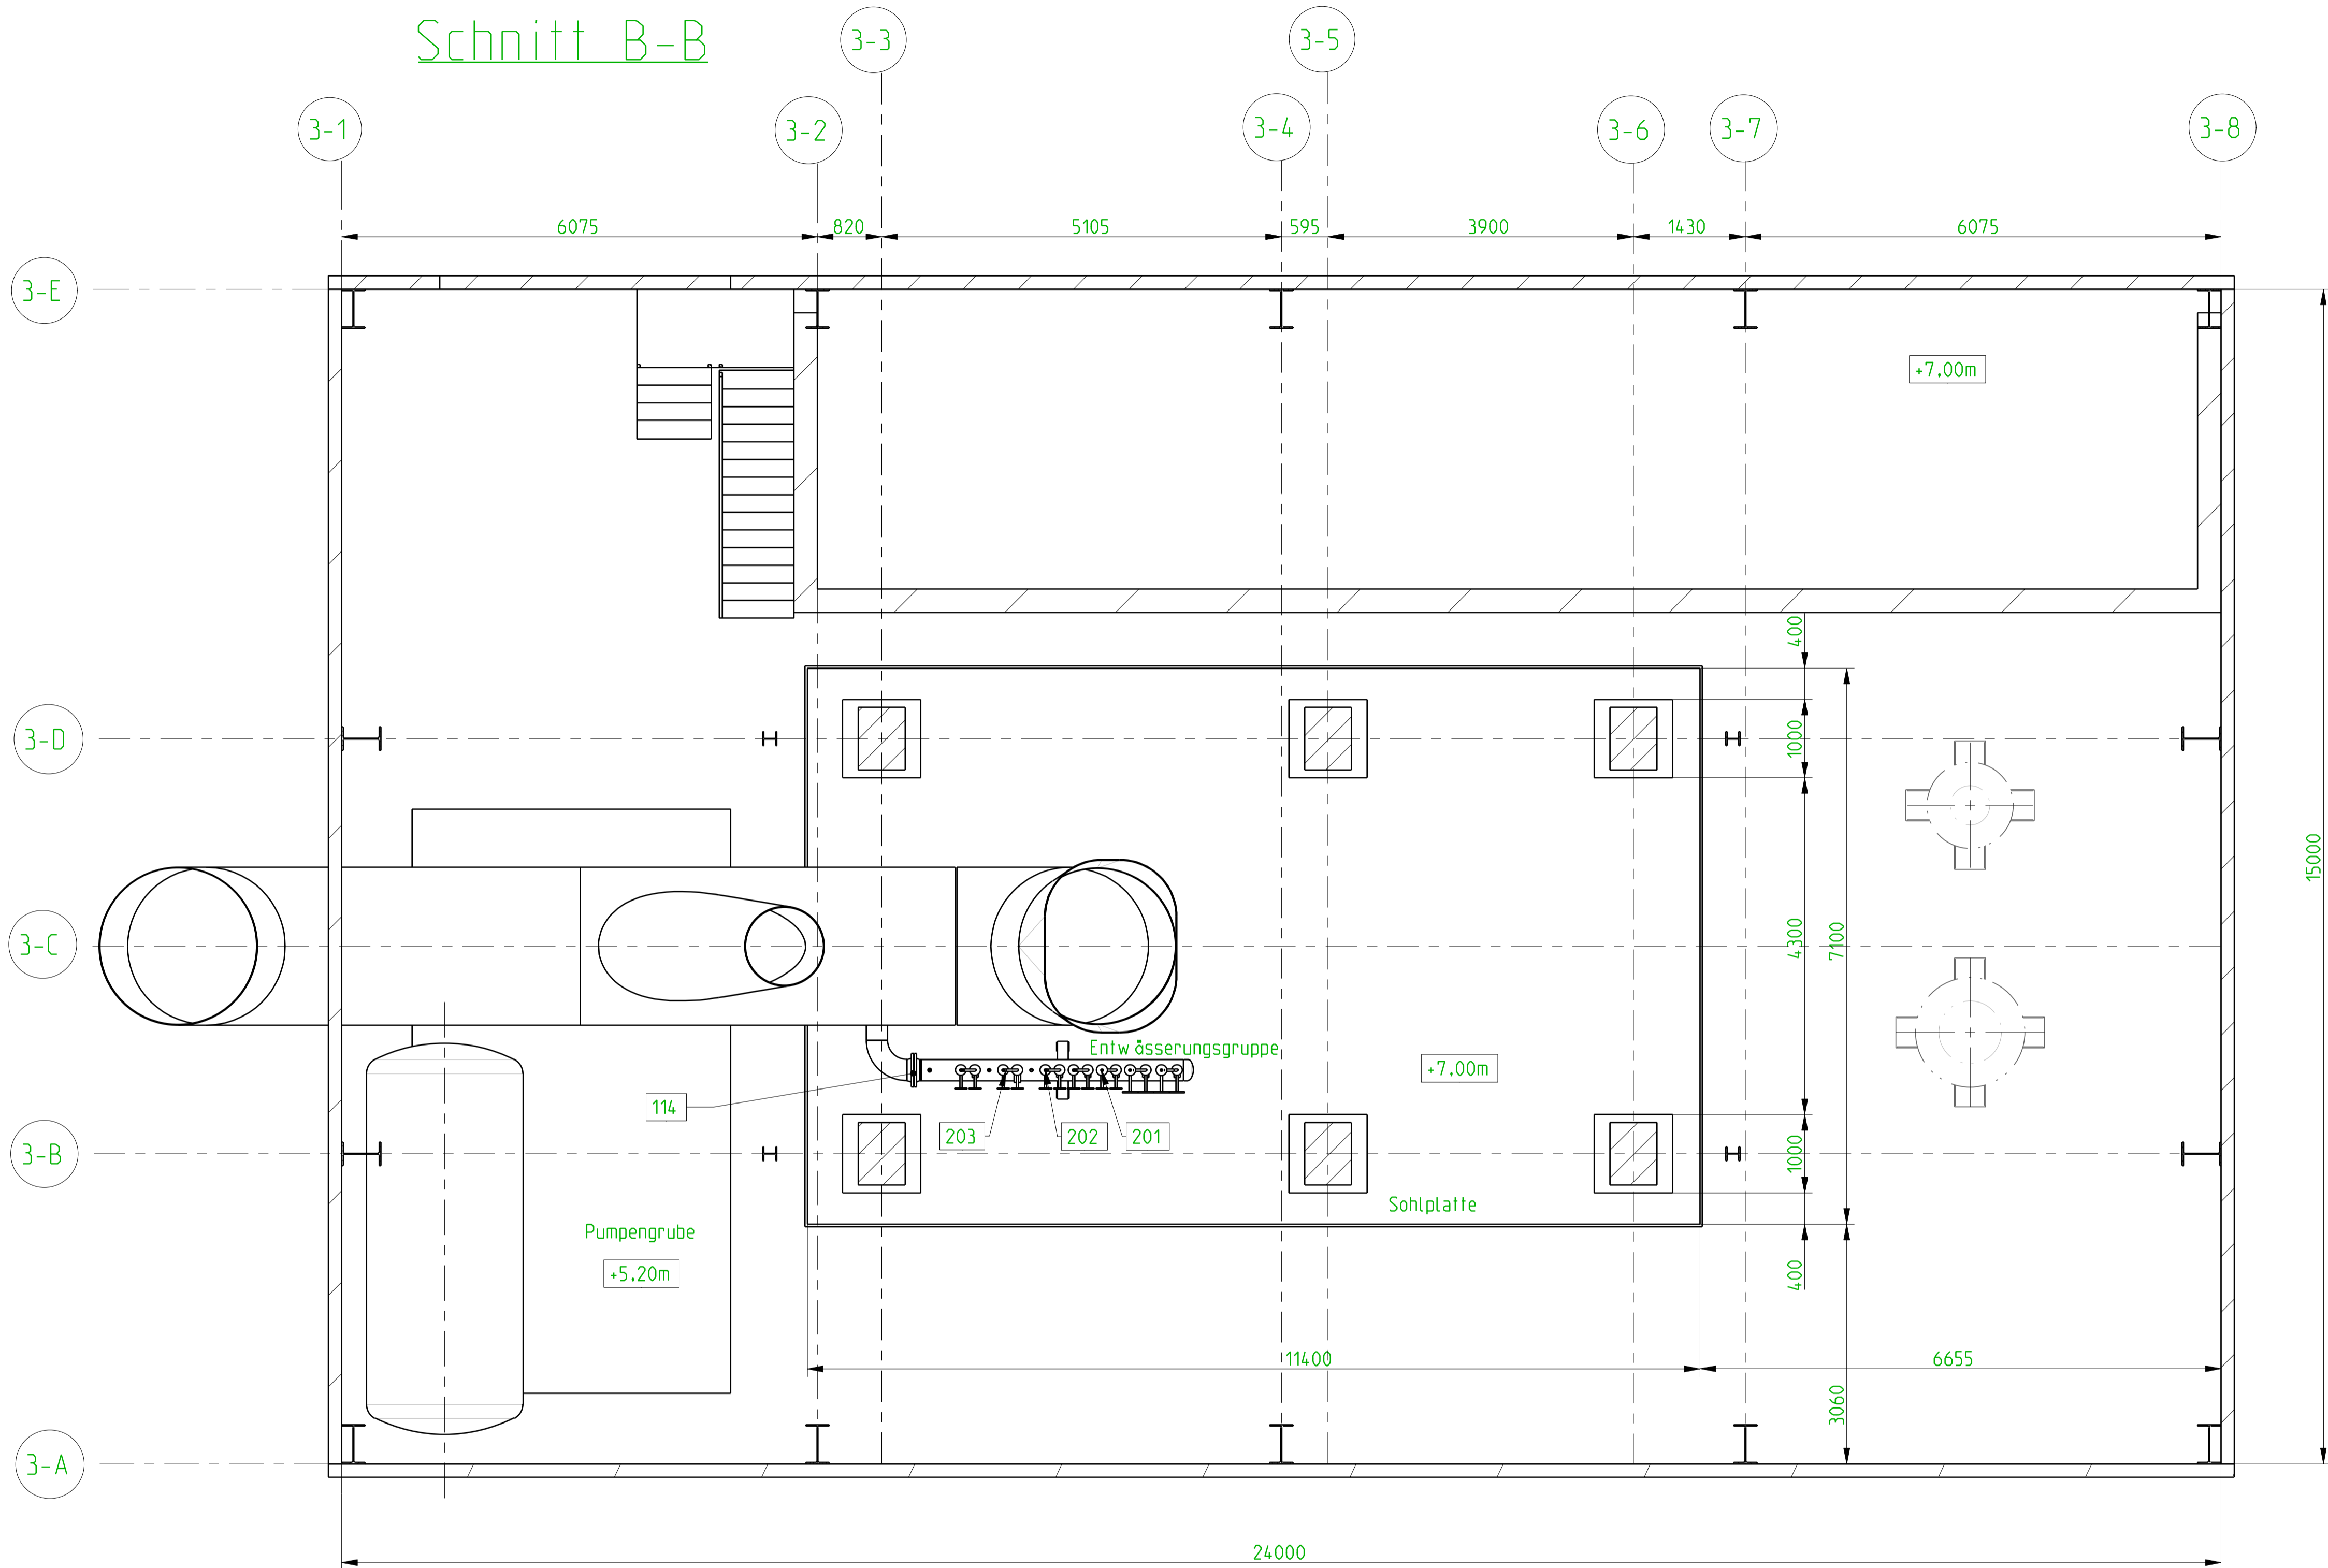 Schnitt B-B
3-3
3-5
3-1
3-2
3-4
3-6
3-7
3-8
6075
820
5105
595
3900
1430
6075
3-E
+7.00m
400
3-D
1000
15000
3-C
4300
7100
Entwässerungsgruppe
+7.00m
114
203
202
201
3-B
1000
Sohlplatte
Pumpengrube
+5.20m
400
11400
6655
3060
3-A
24000